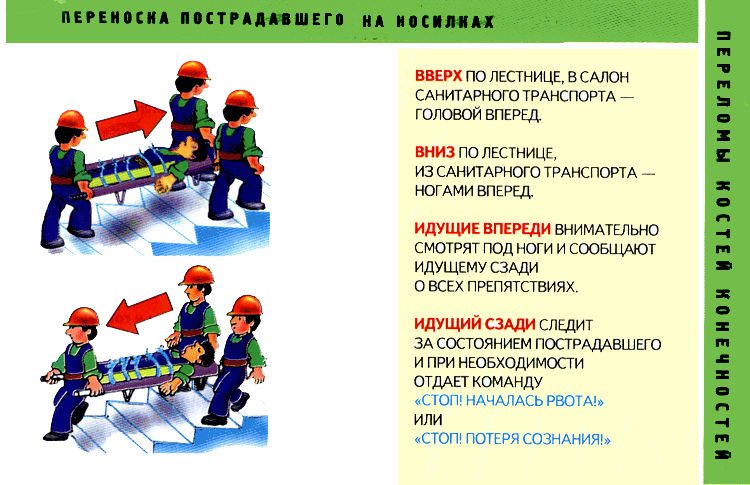 ПЕРЕНОСКА ПОСТРАДАВШЕГО НА НОСИЛКАХ
ВВЕРХ ПО ЛЕСТНИЦЕ, В САЛОН
САНИТАРНОГО ТРАНСПОРТА —
ГОЛОВОЙ ВПЕРЕД.
ВНИЗ ПО ЛЕСТНИЦЕ,
ИЗ САНИТАРНОГО ТРАНСПОРТА —
НОГАМИ ВПЕРЕД.
ИДУЩИЕ ВПЕРЕДИ ВНИМАТЕЛЬНО
СМОТРЯТ ПОД НОГИ И СООБЩАЮТ
ИДУЩЕМУ СЗАДИ
О ВСЕХ ПРЕПЯТСТВИЯХ.
ИДУЩИЙ СЗАДИ СЛЕДИТ
ЗА СОСТОЯНИЕМ ПОСТРАДАВШЕГО
И ПРИ НЕОБХОДИМОСТИ
ОТДАЕТ КОМАНДУ
«СТОП! НАЧАЛАСЬ РВОТА!»
ИЛИ
«СТОП! ПОТЕРЯ СОЗНАНИЯ!»
ПЕРЕЛОМЫ КОСТЕЙ КОНЕЧНОСТЕЙ